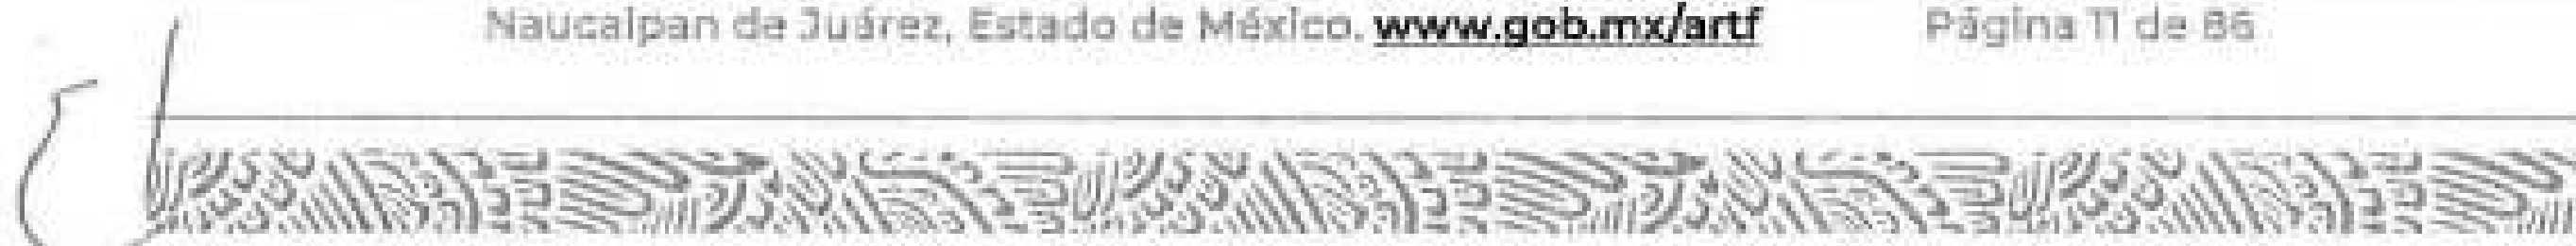 Naucalpan de Juárez, Estado de México. www.gob.mx/artf Página 11 de 86